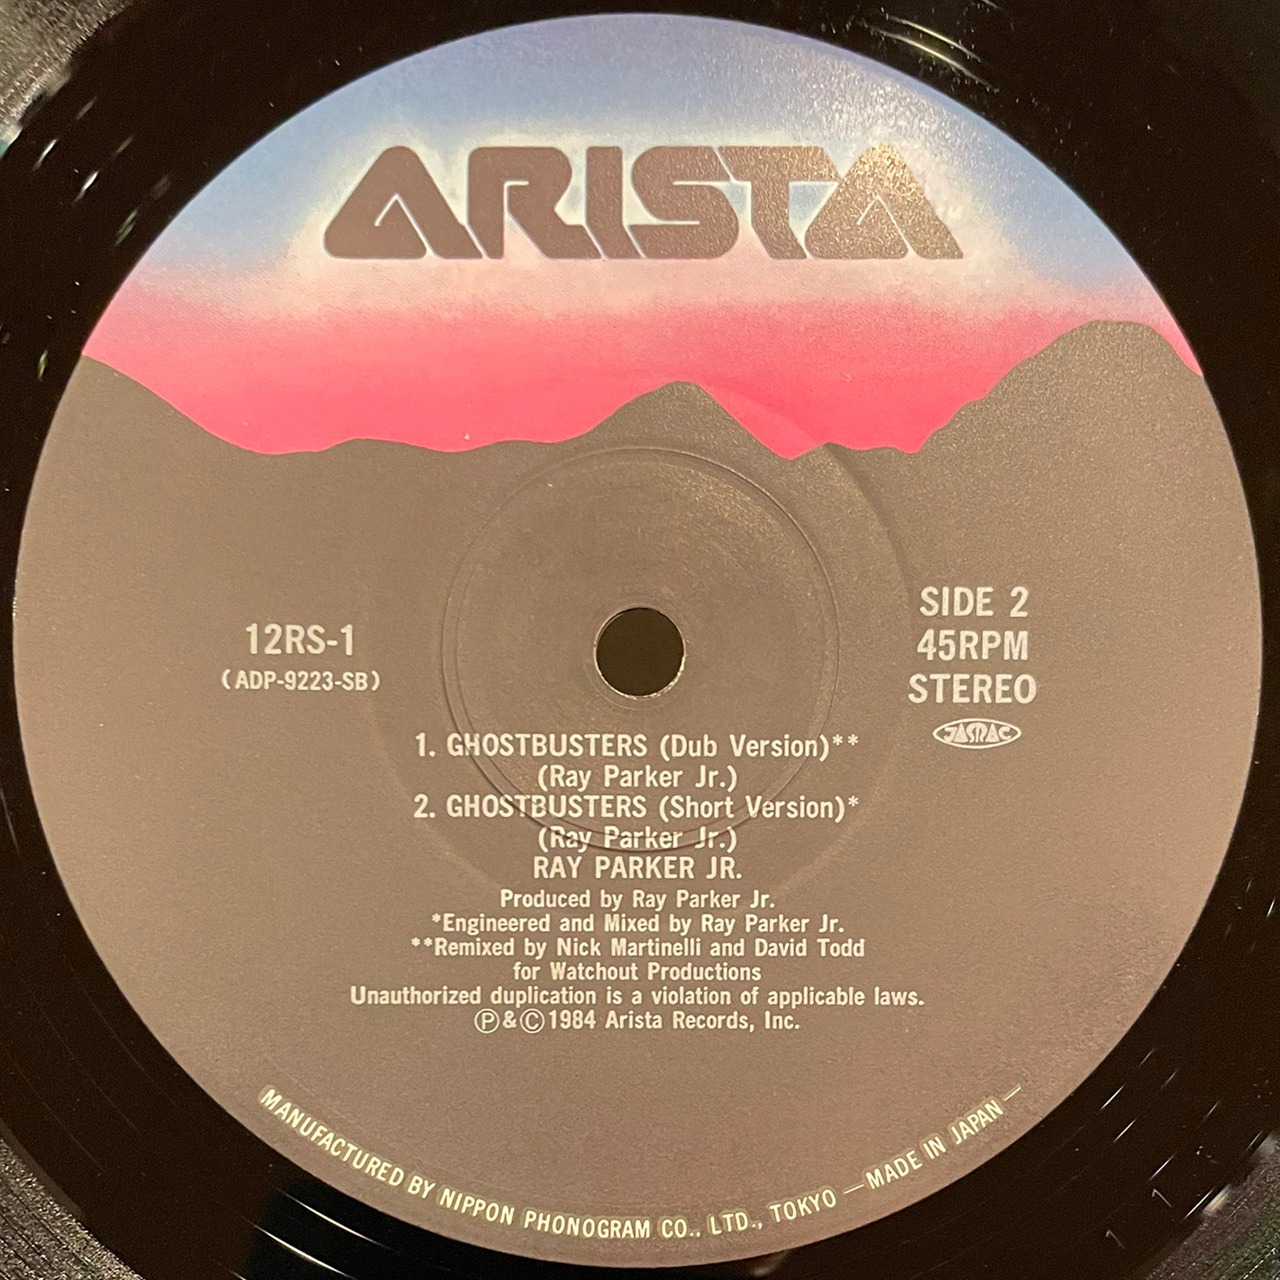 ARISTA
12RS-1
(ADP-9223-SB)
SIDE 2
45RPM
STEREO
JASRAC
1. GHOSTBUSTERS (Dub Version)**
(Ray Parker Jr.)
2. GHOSTBUSTERS (Short Version)*
(Ray Parker Jr.)
RAY PARKER JR.
Produced by Ray Parker Jr.
*Engineered and Mixed by Ray Parker Jr.
**Remixed by Nick Martinelli and David Todd
for Watchout Productions
Unauthorized duplication is a violation of applicable laws.
Ⓟ&Ⓒ1984 Arista Records, Inc.
MANUFACTURED BY NIPPON PHONOGRAM CO., LTD., TOKYO — MADE IN JAPAN —